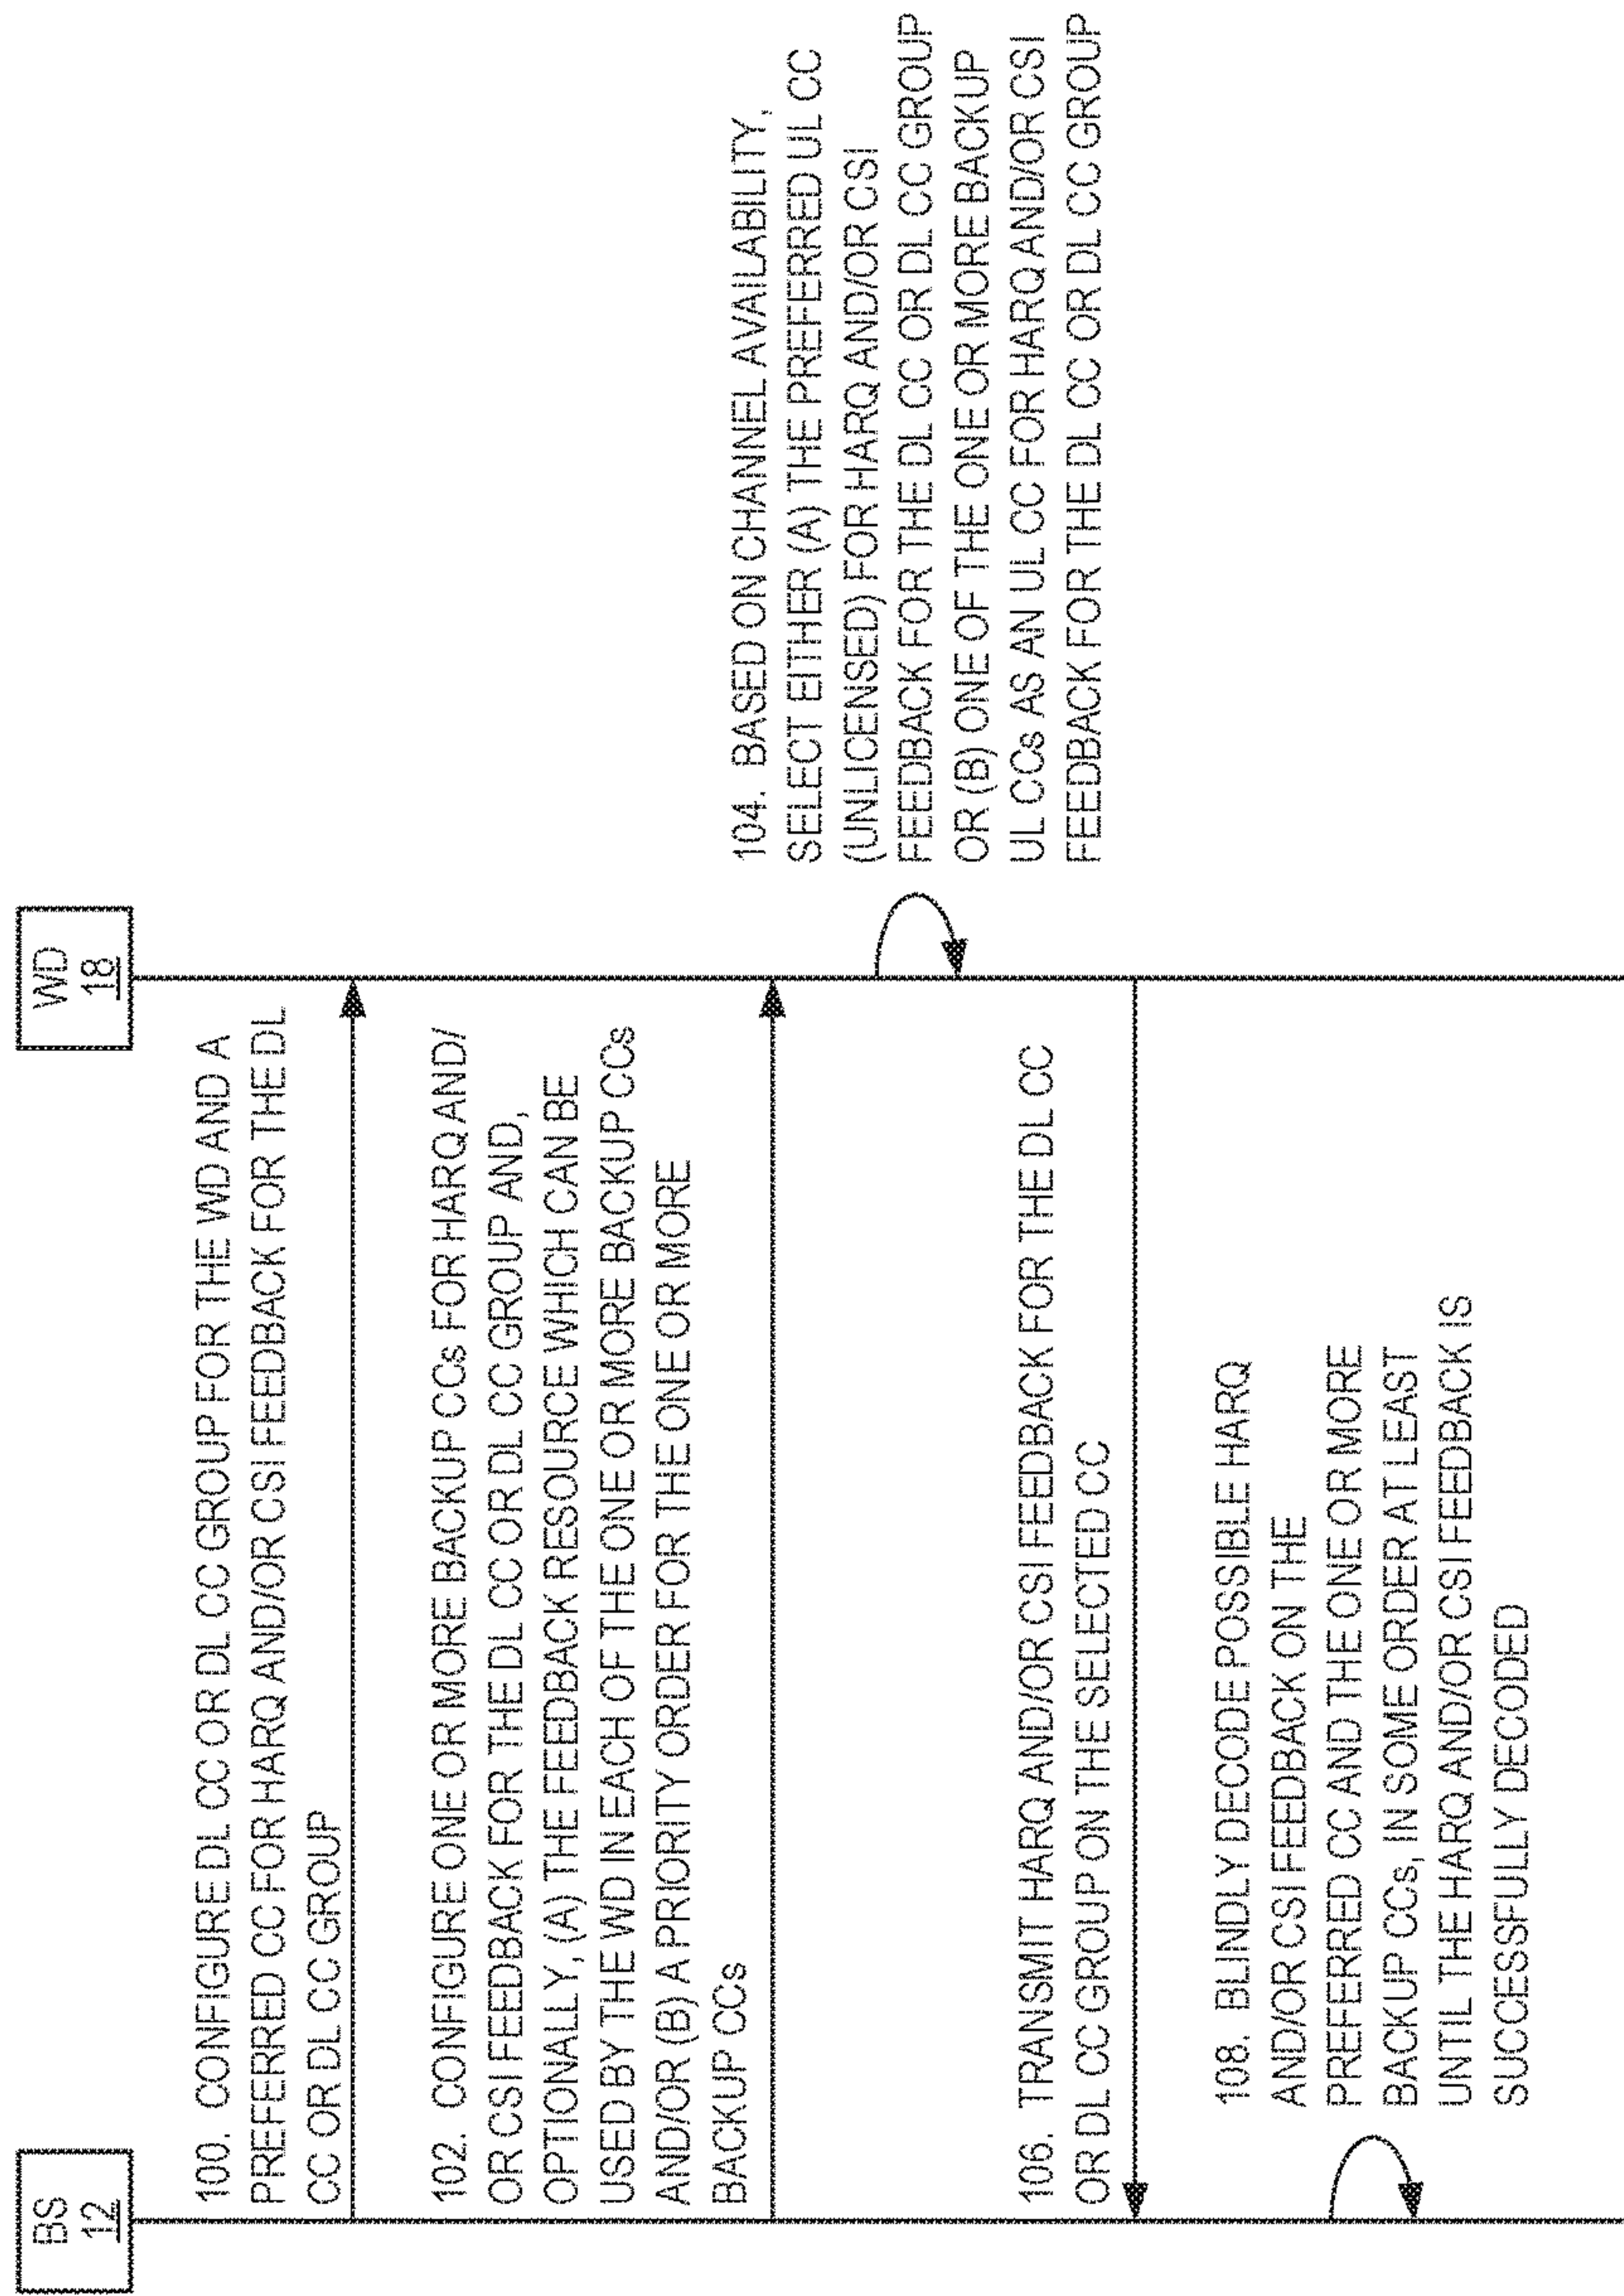 BS
12
WD
18
100. CONFIGURE DL CC OR DL CC GROUP FOR THE WD AND A
PREFERRED CC FOR HARQ AND/OR CSI FEEDBACK FOR THE DL
CC OR DL CC GROUP
102. CONFIGURE ONE OR MORE BACKUP CCs FOR HARQ AND/
OR CSI FEEDBACK FOR THE DL CC OR DL CC GROUP AND,
OPTIONALLY, (A) THE FEEDBACK RESOURCE WHICH CAN BE
USED BY THE WD IN EACH OF THE ONE OR MORE BACKUP CCs
AND/OR (B) A PRIORITY ORDER FOR THE ONE OR MORE
BACKUP CCs
104. BASED ON CHANNEL AVAILABILITY,
SELECT EITHER (A) THE PREFERRED UL CC
(UNLICENSED) FOR HARQ AND/OR CSI
FEEDBACK FOR THE DL CC OR DL CC GROUP
OR (B) ONE OF THE ONE OR MORE BACKUP
UL CCs AS AN UL CC FOR HARQ AND/OR CSI
FEEDBACK FOR THE DL CC OR DL CC GROUP
106. TRANSMIT HARQ AND/OR CSI FEEDBACK FOR THE DL CC
OR DL CC GROUP ON THE SELECTED CC
108. BLINDLY DECODE POSSIBLE HARQ
AND/OR CSI FEEDBACK ON THE
PREFERRED CC AND THE ONE OR MORE
BACKUP CCs, IN SOME ORDER AT LEAST
UNTIL THE HARQ AND/OR CSI FEEDBACK IS
SUCCESSFULLY DECODED